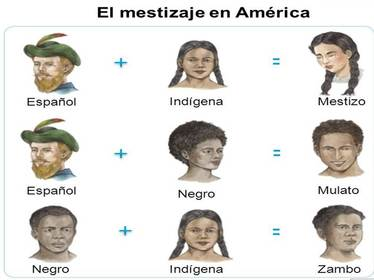 El mestizaje en América
+ =
Español Indígena Mestizo
+ =
Español Negro Mulato
+ =
Negro Indígena Zambo